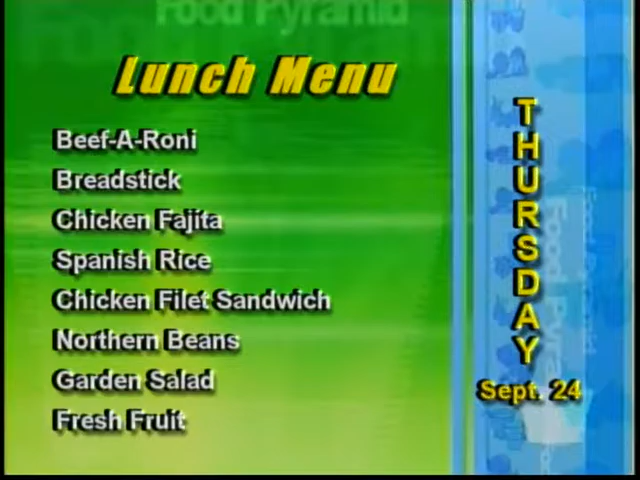 Food Pyramid
Lunch Menu
Beef-A-Roni
Breadstick
Chicken Fajita
Spanish Rice
Chicken Filet Sandwich
Northern Beans
Garden Salad
Fresh Fruit
THURSDAY
Sept. 24